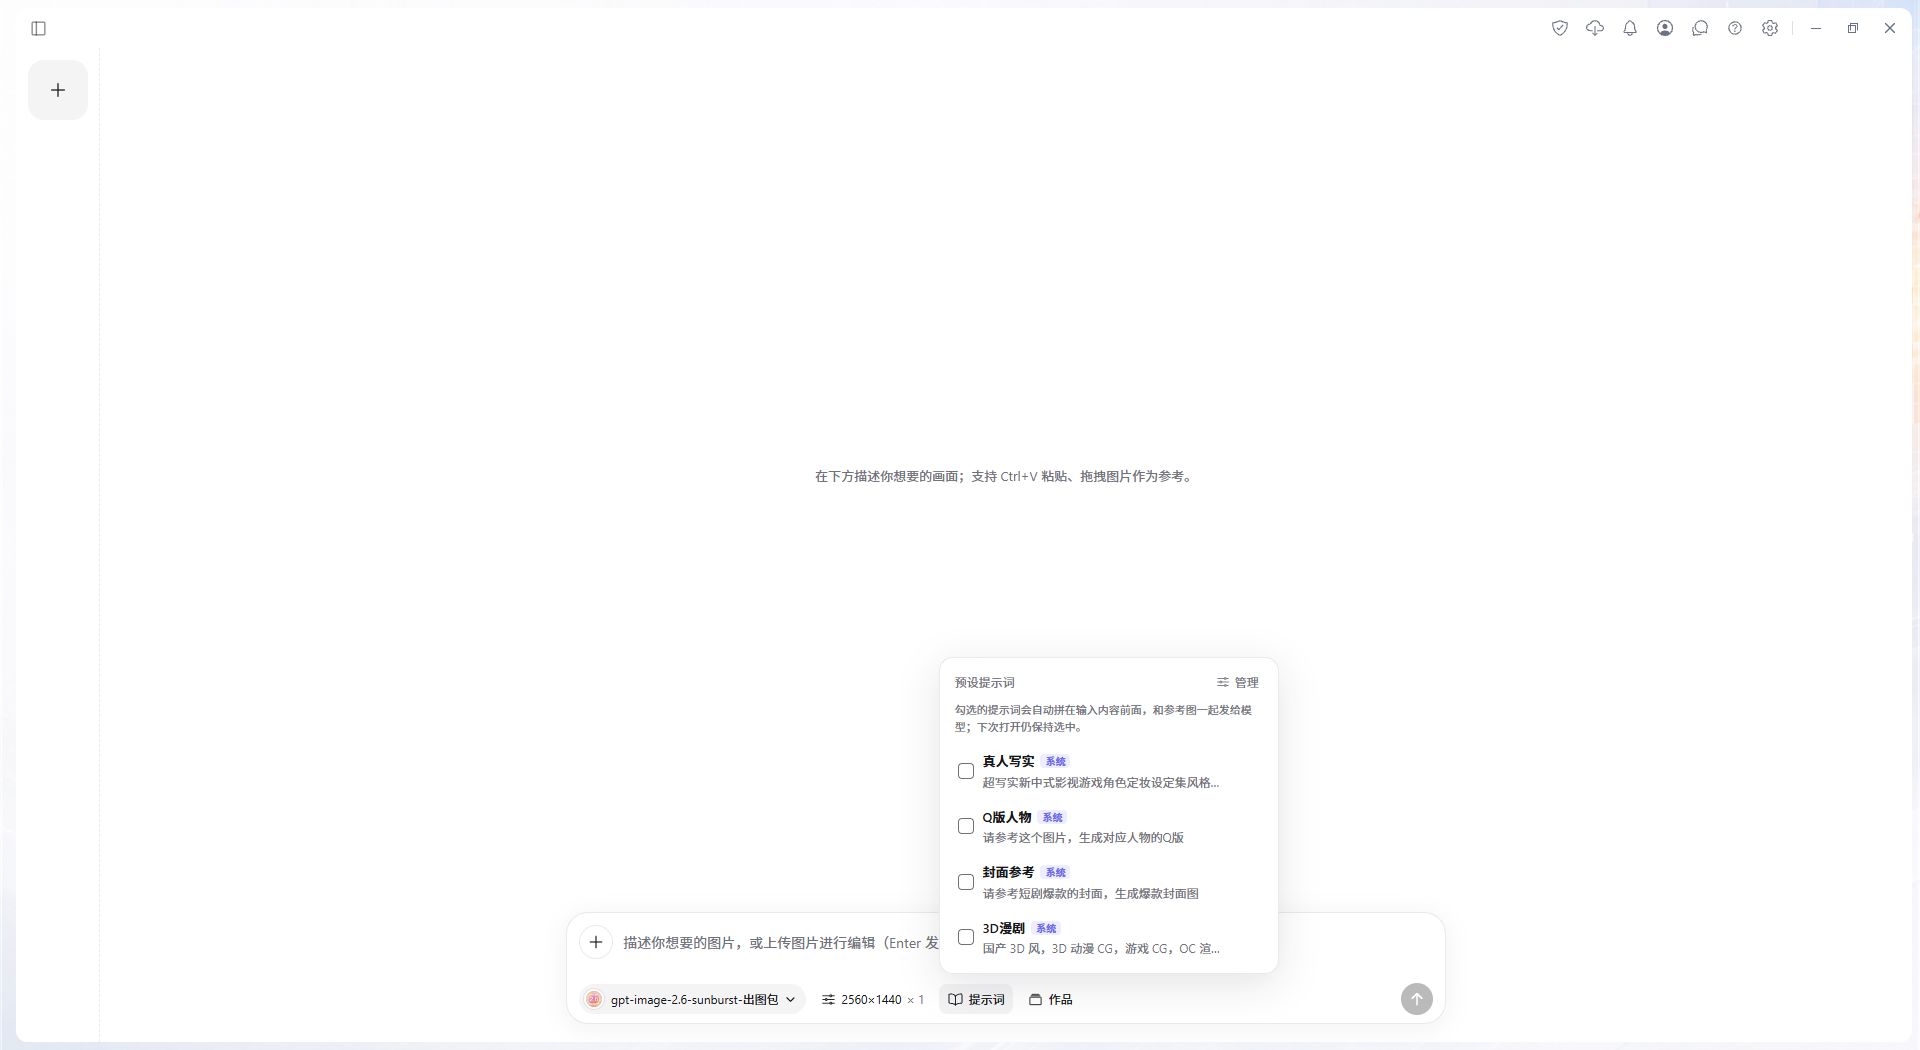 在下方描述你想要的画面；支持 Ctrl+V 粘贴、拖拽图片作为参考。
预设提示词
管理
勾选的提示词会自动拼在输入内容前面，和参考图一起发给模
型；下次打开仍保持选中。
真人写实 系统
超写实新中式影视游戏角色定妆设定集风格...
Q版人物 系统
请参考这个图片，生成对应人物的Q版
封面参考 系统
请参考短剧爆款的封面，生成爆款封面图
3D漫剧 系统
国产 3D 风，3D 动漫 CG，游戏 CG，OC 渲...
描述你想要的图片，或上传图片进行编辑（Enter 发
gpt-image-2.6-sunburst-出图包 2560×1440 × 1 提示词 作品